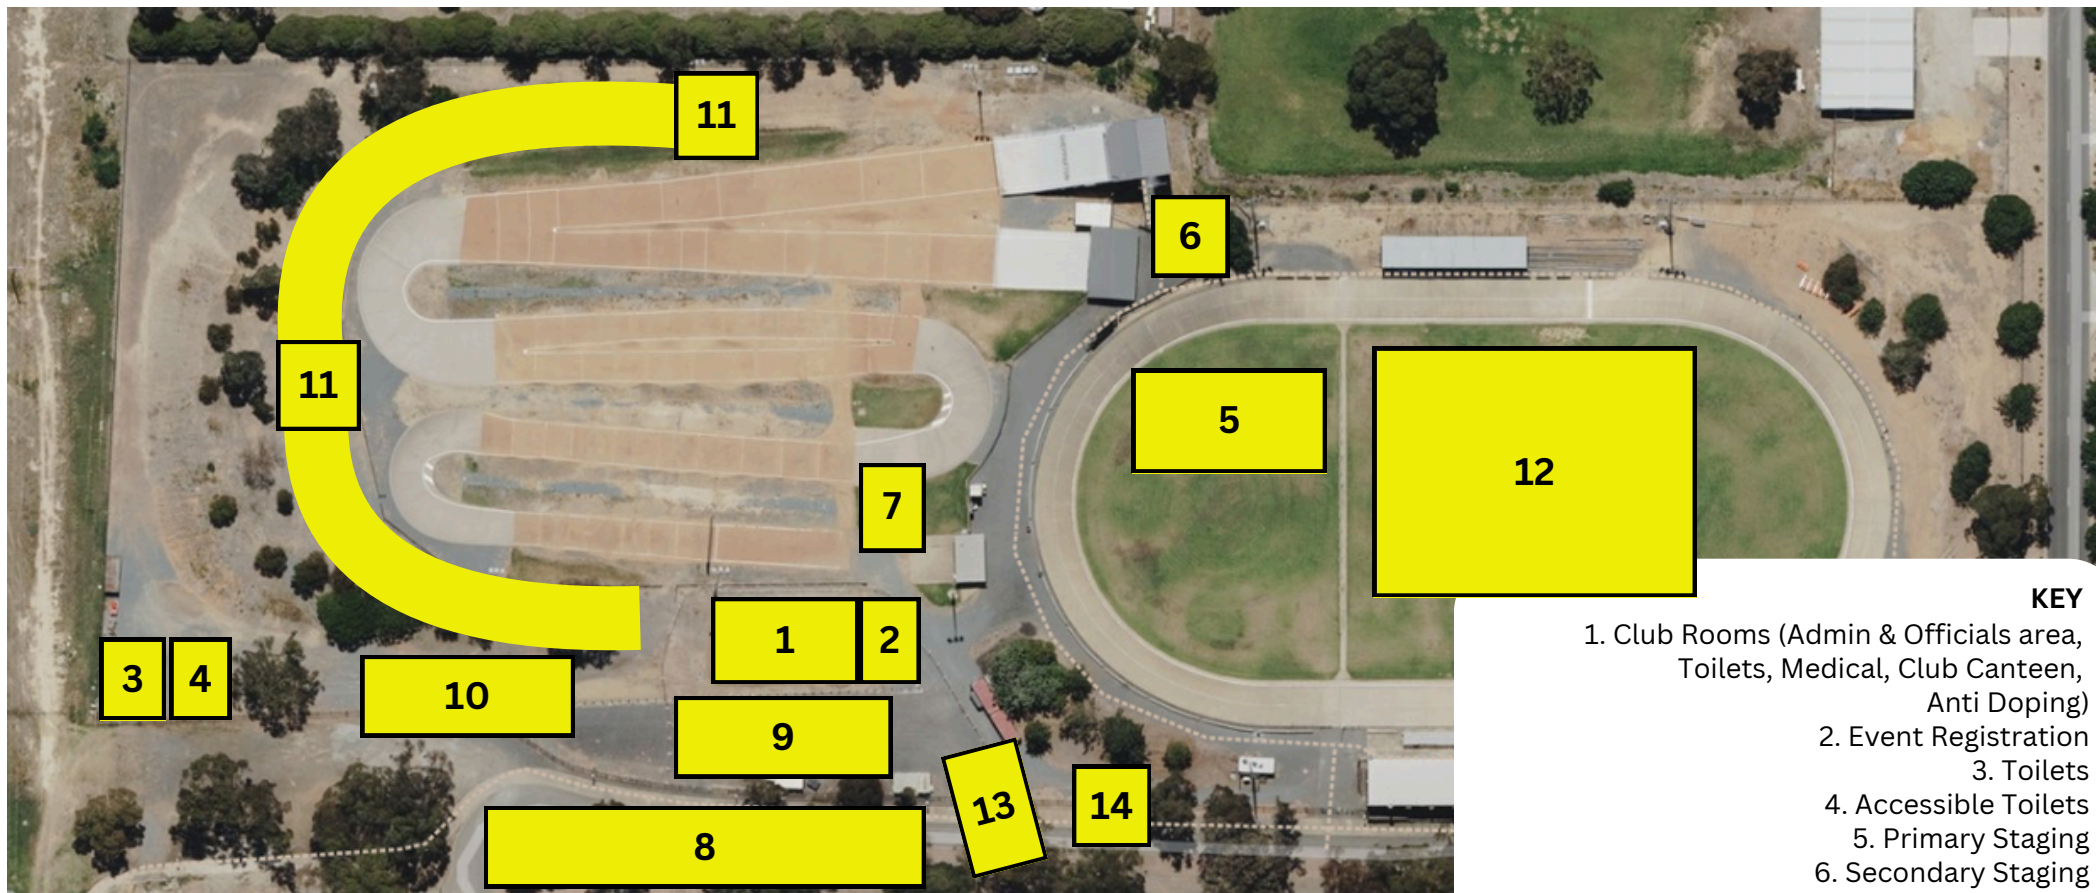 11
6
11
5
12
7
1
2
3
4
10
9
13
14
8
KEY
1. Club Rooms (Admin & Officials area,
Toilets, Medical, Club Canteen,
Anti Doping)
2. Event Registration
3. Toilets
4. Accessible Toilets
5. Primary Staging
6. Secondary Staging